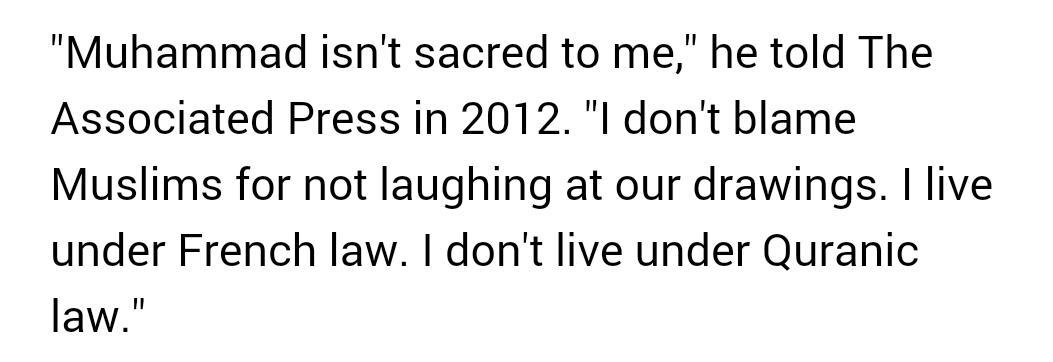 "Muhammad isn't sacred to me," he told The
Associated Press in 2012. "I don't blame
Muslims for not laughing at our drawings. I live
under French law. I don't live under Quranic
law."